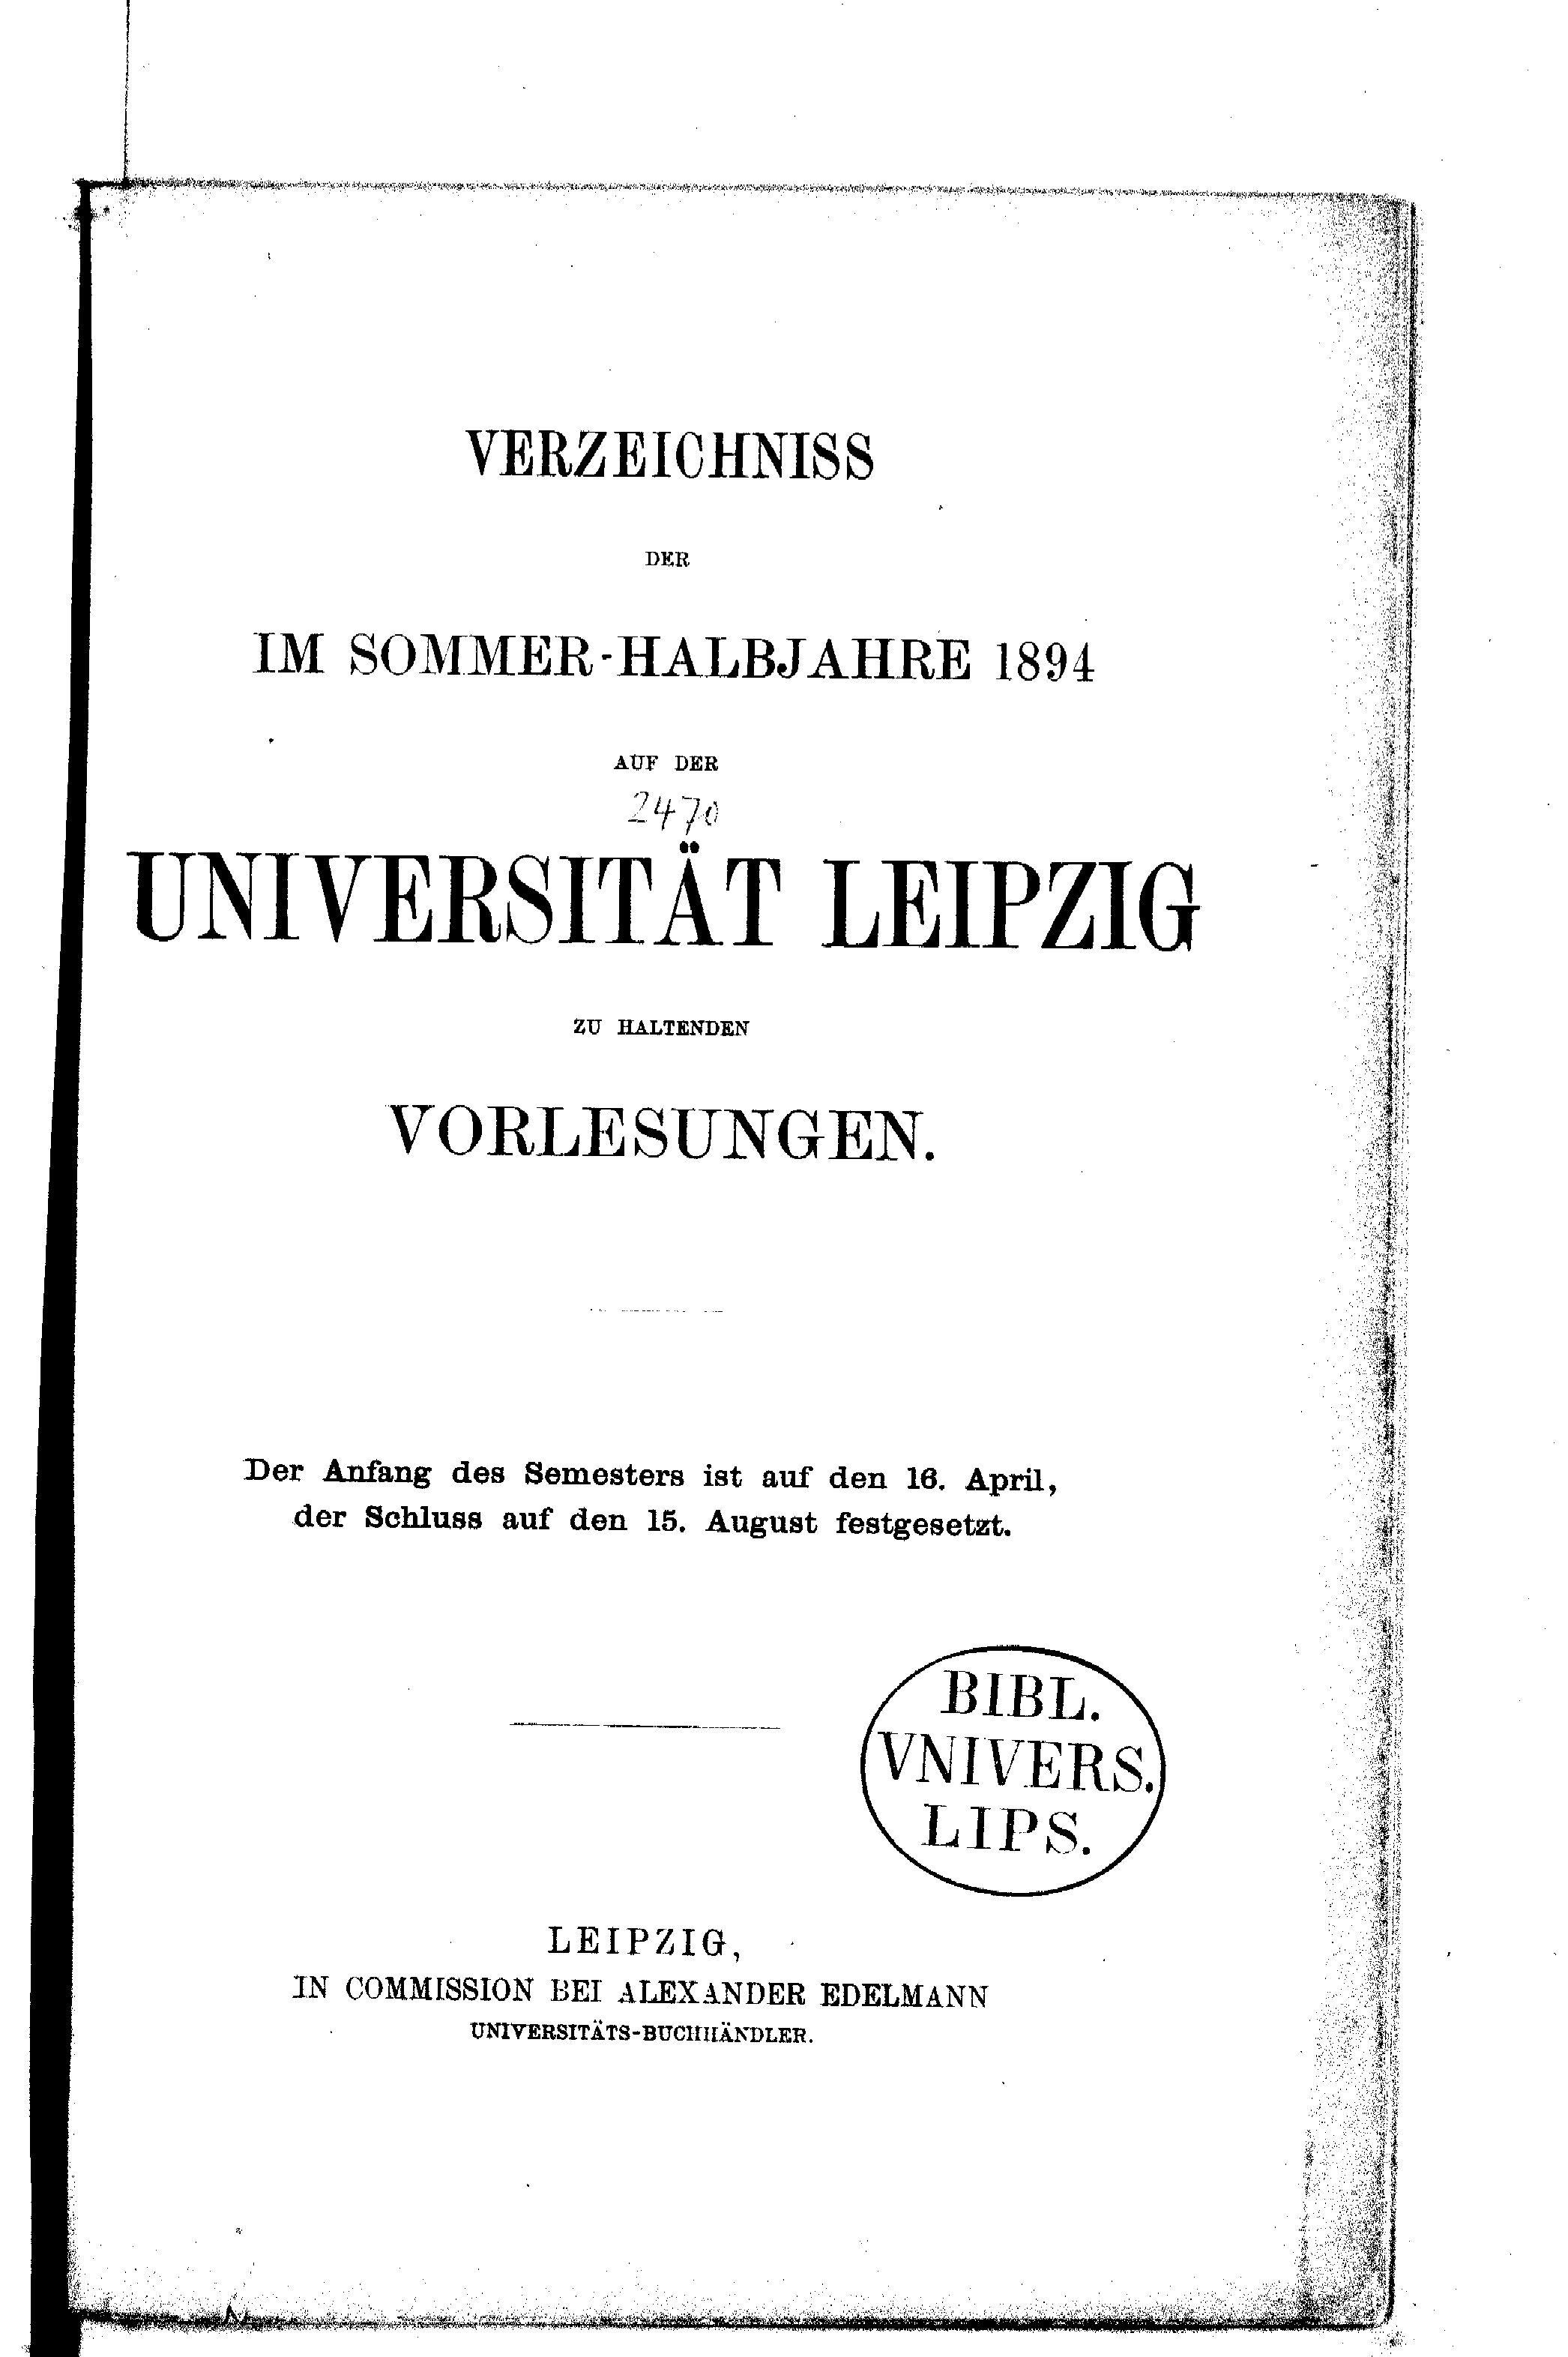 VERZEICHNISS
DER
IM SOMMER-HALBJAHRE 1894
AUF DER
2470
UNIVERSITÄT LEIPZIG
ZU HALTENDEN
VORLESUNGEN.
Der Anfang des Semesters ist auf den 16. April,
der Schluss auf den 15. August festgesetzt.
BIBL.
VNIVERS.
LIPS.
LEIPZIG,
IN COMMISSION BEI ALEXANDER EDELMANN
UNIVERSITÄTS-BUCHHÄNDLER.